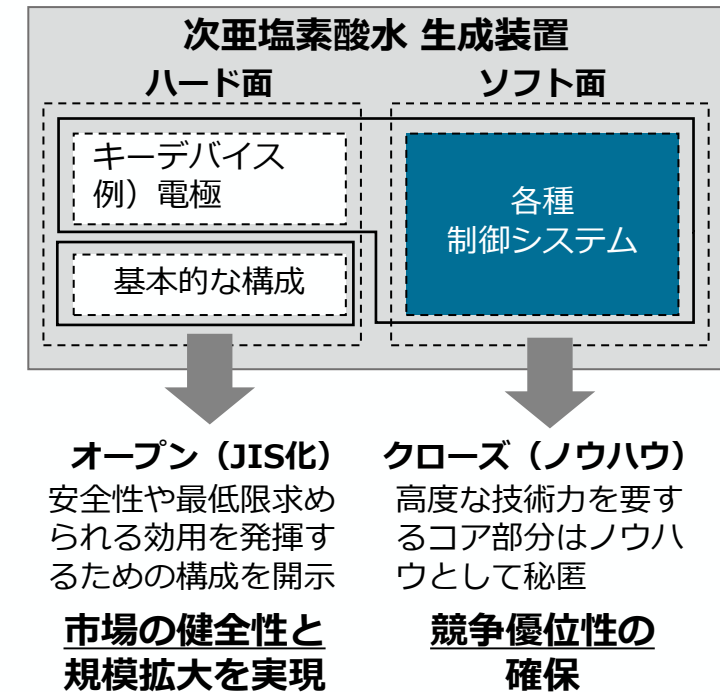 次亜塩素酸水 生成装置
ハード面
ソフト面
キーデバイス
例）電極
基本的な構成
各種
制御システム
オープン（JIS化）
安全性や最低限求め
られる効用を発揮す
るための構成を開示
市場の健全性と
規模拡大を実現
クローズ（ノウハウ）
高度な技術力を要す
るコア部分はノウハ
ウとして秘匿
競争優位性の
確保